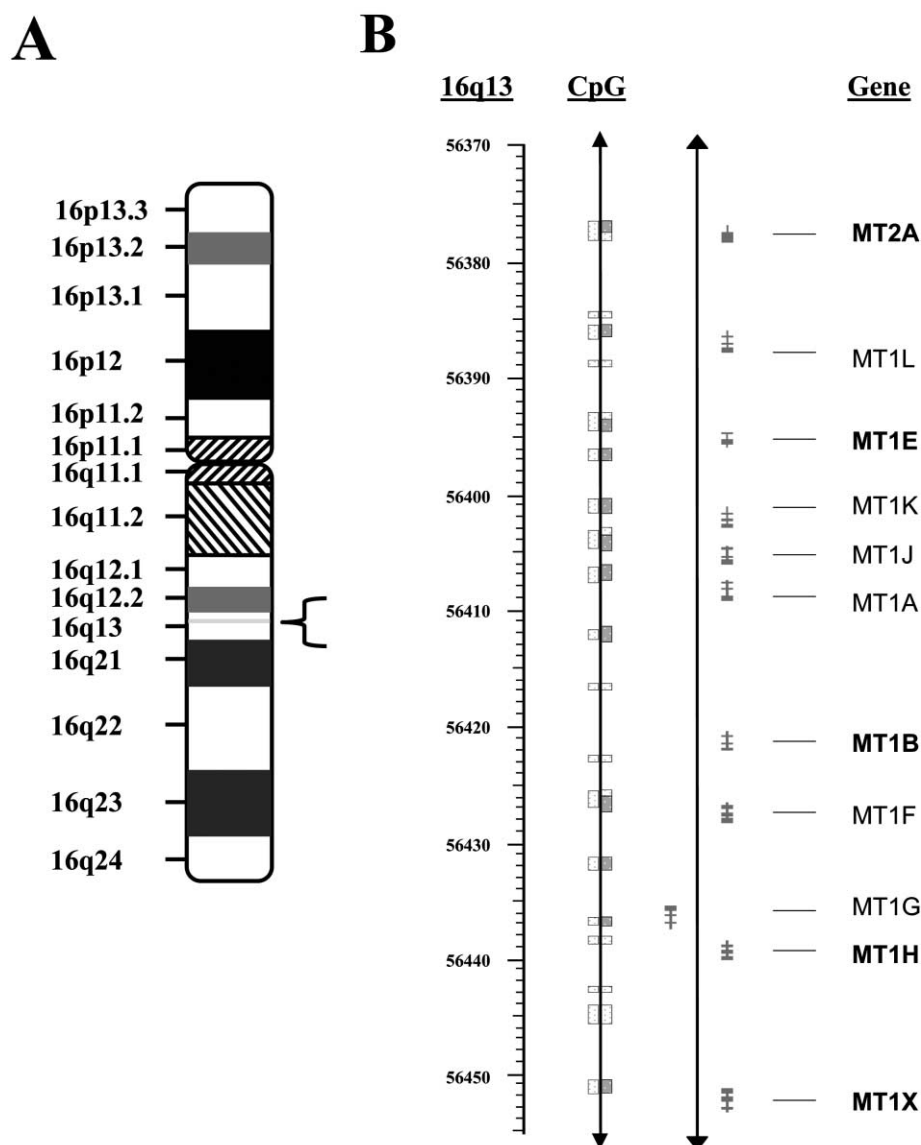 A
16p13.3
16p13.2
16p13.1
16p12
16p11.2
16p11.1
16q11.1
16q11.2
16q12.1
16q12.2
16q13
16q21
16q22
16q23
16q24
B
16q13 CpG Gene
56370
56380
56390
56400
56410
56420
56430
56440
56450
MT2A
MT1L
MT1E
MT1K
MT1J
MT1A
MT1B
MT1F
MT1G
MT1H
MT1X